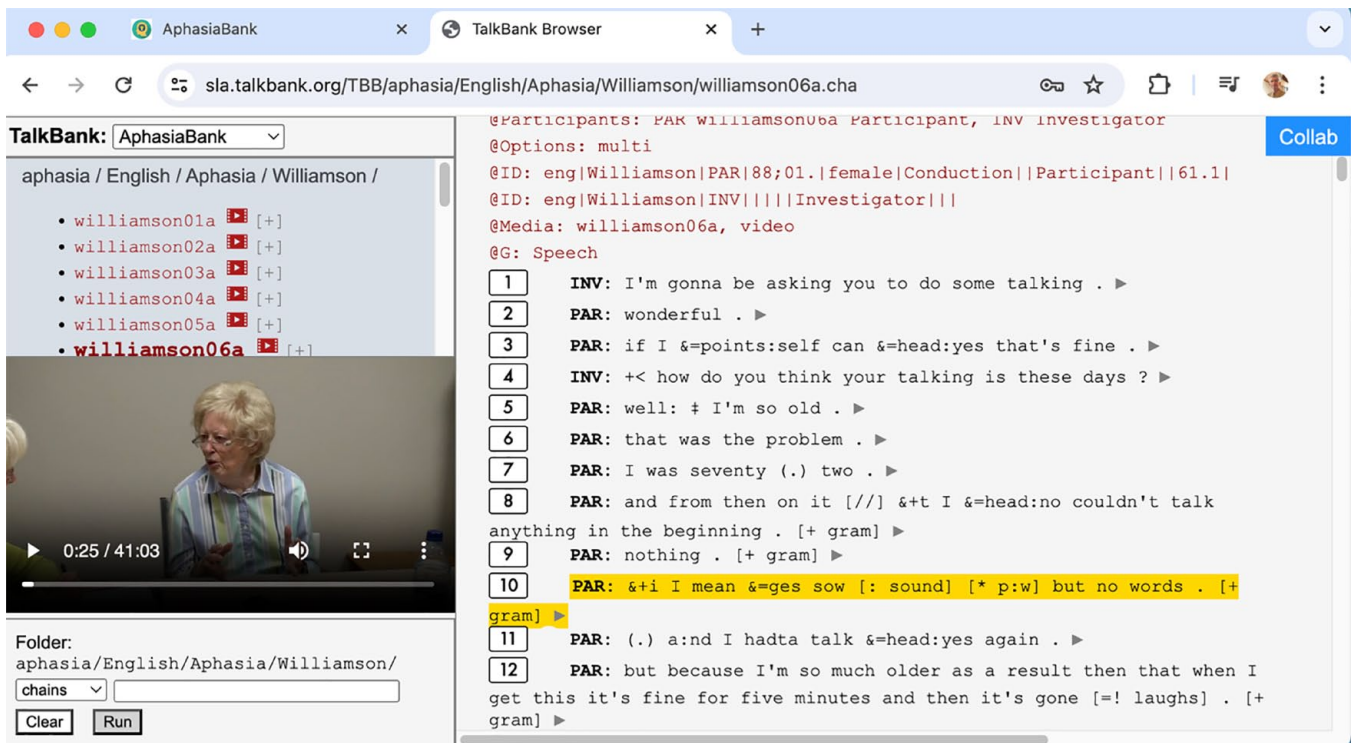 AphasiaBank
TalkBank Browser
sla.talkbank.org/TBB/aphasia/English/Aphasia/Williamson/williamson06a.cha
TalkBank: AphasiaBank
aphasia / English / Aphasia / Williamson /
• williamson01a [+]
• williamson02a [+]
• williamson03a [+]
• williamson04a [+]
• williamson05a [+]
• williamson06a [+]
0:25 / 41:03
Folder:
aphasia/English/Aphasia/Williamson/
chains
Clear Run
@Participants: PAR williamson06a Participant, INV Investigator
Collab
@Options: multi
@ID: eng|Williamson|PAR|88;01.|female|Conduction||Participant||61.1|
@ID: eng|Williamson|INV|||||Investigator|||
@Media: williamson06a, video
@G: Speech
1 INV: I'm gonna be asking you to do some talking . ▶
2 PAR: wonderful . ▶
3 PAR: if I &=points:self can &=head:yes that's fine . ▶
4 INV: +< how do you think your talking is these days ? ▶
5 PAR: well: ‡ I'm so old . ▶
6 PAR: that was the problem . ▶
7 PAR: I was seventy (.) two . ▶
8 PAR: and from then on it [//] &+t I &=head:no couldn't talk
anything in the beginning . [+ gram] ▶
9 PAR: nothing . [+ gram] ▶
10 PAR: &+i I mean &=ges sow [: sound] [* p:w] but no words . [+
gram] ▶
11 PAR: (.) a:nd I hadta talk &=head:yes again . ▶
12 PAR: but because I'm so much older as a result then that when I
get this it's fine for five minutes and then it's gone [=! laughs] . [+
gram] ▶